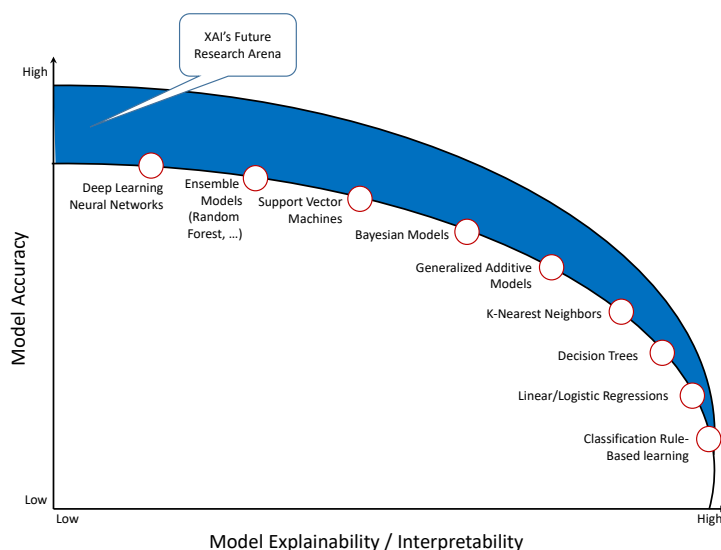 XAI's Future
Research Arena
High
Deep Learning
Neural Networks
Ensemble
Models
(Random
Forest, …)
Support Vector
Machines
Bayesian Models
Generalized Additive
Models
K-Nearest Neighbors
Decision Trees
Linear/Logistic Regressions
Classification Rule-
Based learning
Model Accuracy
Low
Low
High
Model Explainability / Interpretability